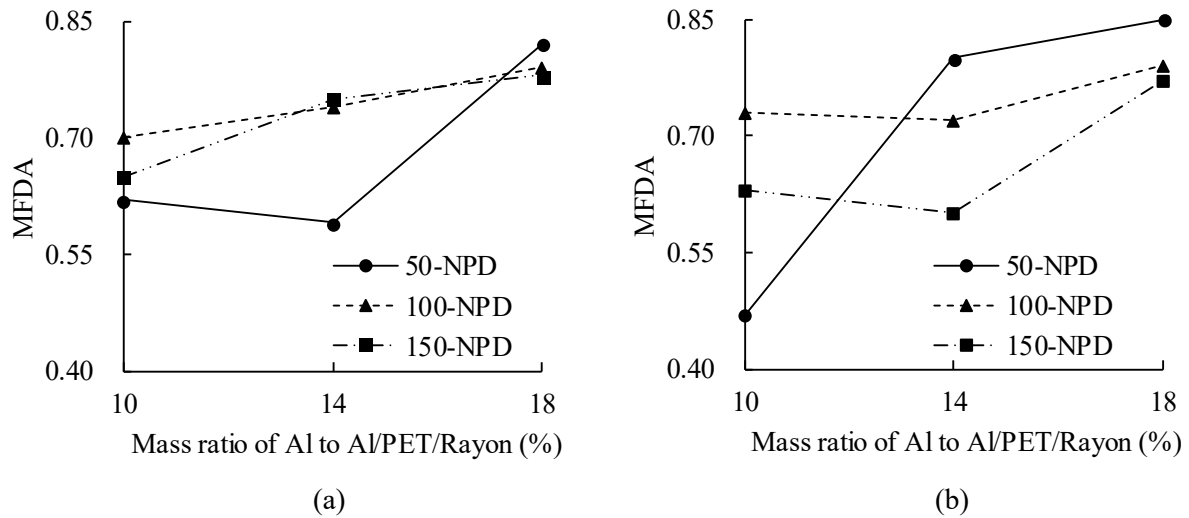 0.85
0.70
0.55
0.40
MFDA
50-NPD
100-NPD
150-NPD
10 14 18
Mass ratio of Al to Al/PET/Rayon (%)
(a)
0.85
0.70
0.55
0.40
MFDA
50-NPD
100-NPD
150-NPD
10 14 18
Mass ratio of Al to Al/PET/Rayon (%)
(b)